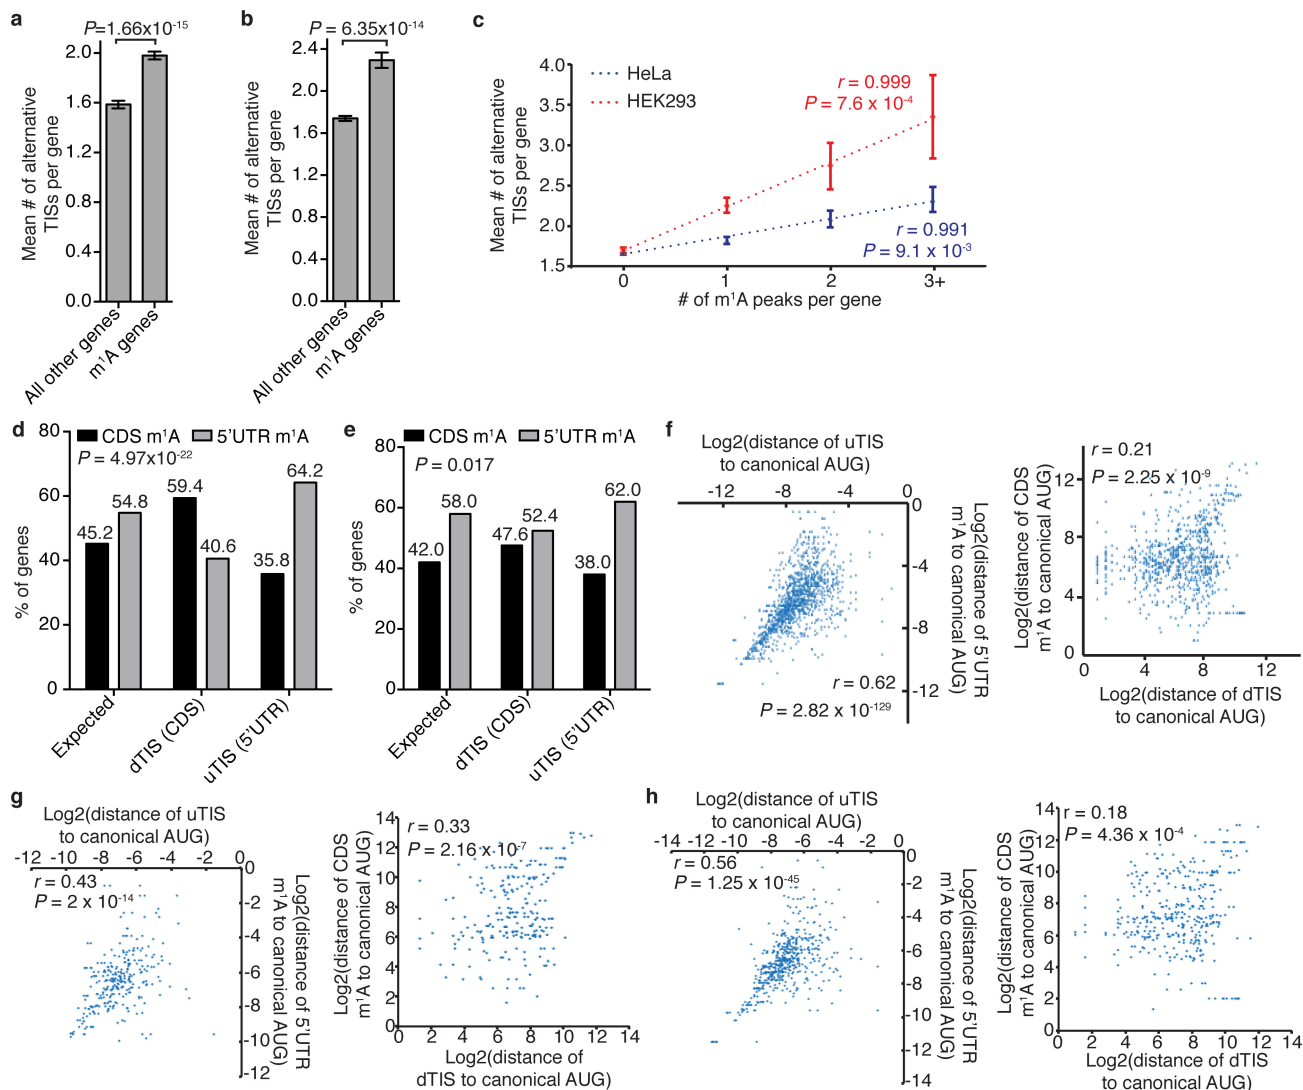 a
P=1.66x10-15
2.0
1.6
1.2
0.8
0.4
0.0
Mean # of alternative
TISs per gene
All other genes
m1A genes
b
P = 6.35x10-14
2.4
2.0
1.6
1.2
0.8
0.4
0.0
Mean # of alternative
TISs per gene
All other genes
m1A genes
c
HeLa
HEK293
r = 0.999
P = 7.6 x 10-4
r = 0.991
P = 9.1 x 10-3
4.0
3.5
3.0
2.5
2.0
1.5
Mean # of alternative
TISs per gene
0 1 2 3+
# of m1A peaks per gene
d
CDS m1A 5'UTR m1A
P = 4.97x10-22
80
60
40
20
0
% of genes
45.2 54.8 59.4 40.6 35.8 64.2
Expected
dTIS (CDS)
uTIS (5'UTR)
e
CDS m1A 5'UTR m1A
P = 0.017
80
60
40
20
0
% of genes
42.0 58.0 47.6 52.4 38.0 62.0
Expected
dTIS (CDS)
uTIS (5'UTR)
f
Log2(distance of uTIS
to canonical AUG)
-12 -8 -4 0
0
-4
-8
-12
Log2(distance of 5'UTR
m1A to canonical AUG)
r = 0.62
P = 2.82 x 10-129
r = 0.21
P = 2.25 x 10-9
12
8
4
0
Log2(distance of CDS
m1A to canonical AUG)
0 4 8 12
Log2(distance of dTIS
to canonical AUG)
g
Log2(distance of uTIS
to canonical AUG)
-12 -10 -8 -6 -4 -2 0
r = 0.43
P = 2 x 10-14
0
-2
-4
-6
-8
-10
-12
Log2(distance of 5'UTR
m1A to canonical AUG)
r = 0.33
P = 2.16 x 10-7
14
12
10
8
6
4
2
0
Log2(distance of CDS
m1A to canonical AUG)
0 2 4 6 8 10 12 14
Log2(distance of
dTIS to canonical AUG)
h
Log2(distance of uTIS
to canonical AUG)
-14 -12 -10 -8 -6 -4 -2 0
r = 0.56
P = 1.25 x 10-45
0
-2
-4
-6
-8
-10
-12
-14
Log2(distance of 5'UTR
m1A to canonical AUG)
r = 0.18
P = 4.36 x 10-4
14
12
10
8
6
4
2
0
Log2(distance of CDS
m1A to canonical AUG)
0 2 4 6 8 10 12 14
Log2(distance of dTIS
to canonical AUG)